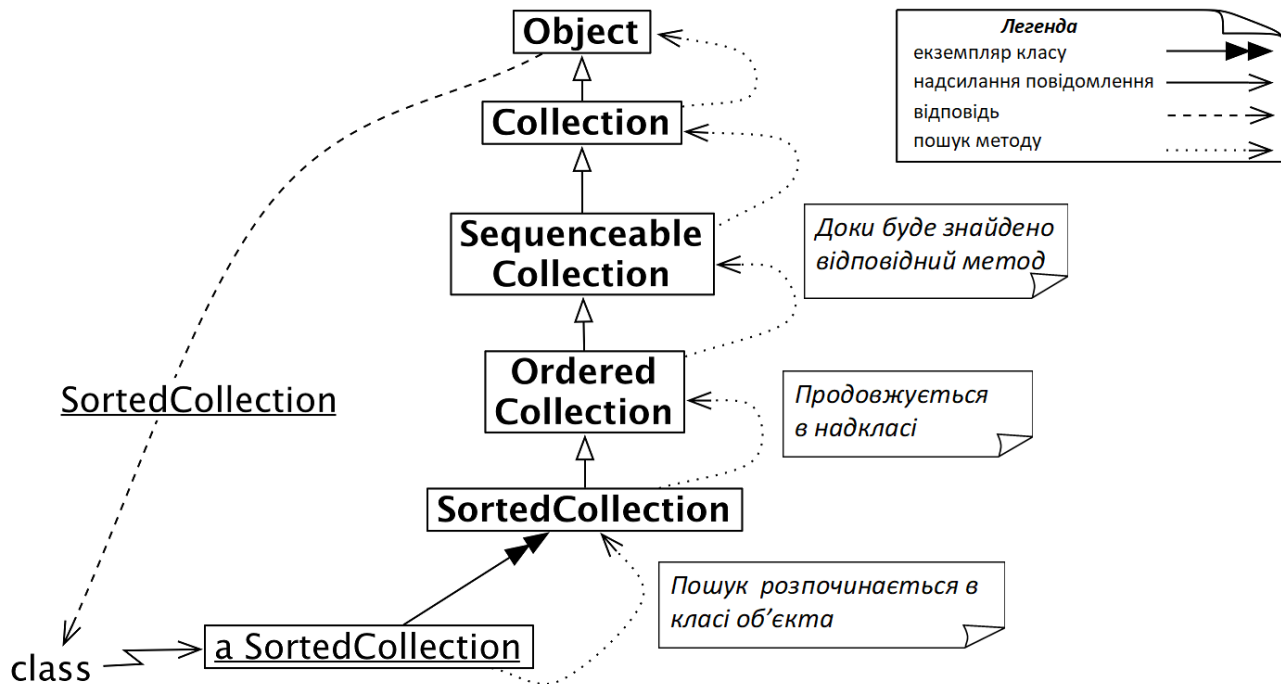 Object
Легенда
екземпляр класу
надсилання повідомлення
відповідь
пошук методу
Collection
Sequenceable
Collection
Доки буде знайдено
відповідний метод
Ordered
Collection
SortedCollection
Продовжується
в надкласі
SortedCollection
Пошук розпочинається в
класі об’єкта
class
a SortedCollection